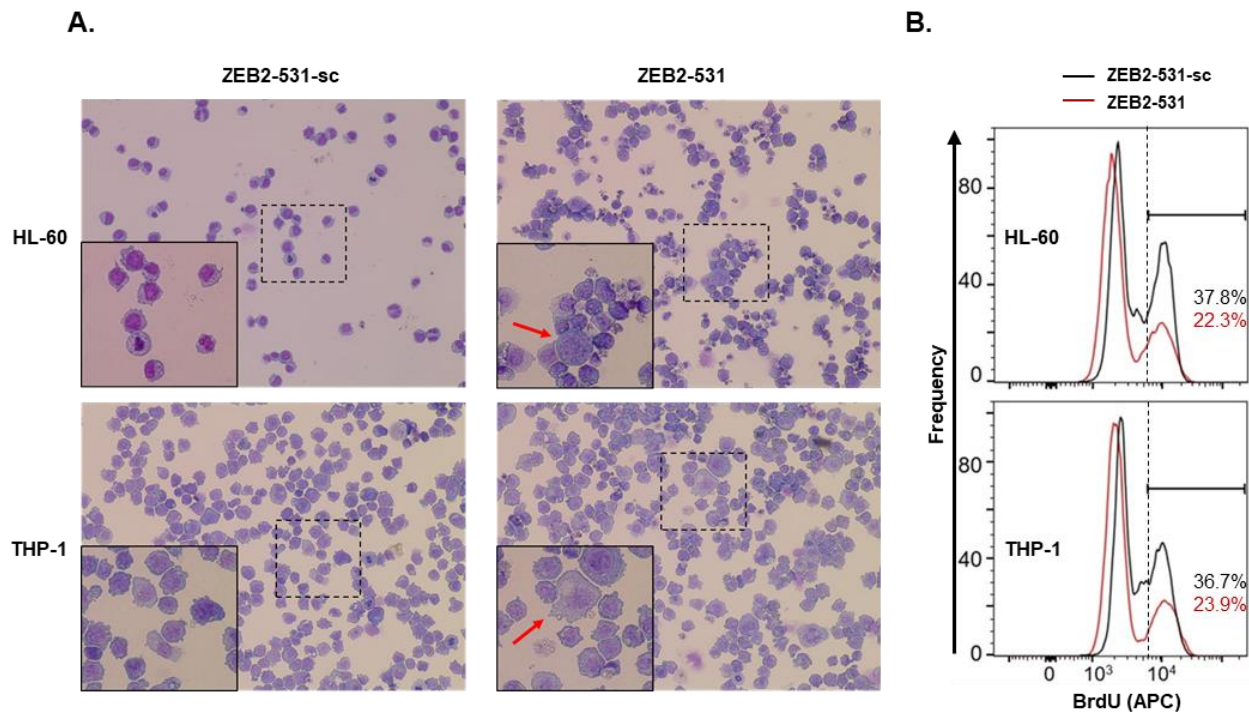 A.
ZEB2-531-sc
ZEB2-531
HL-60
THP-1
B.
ZEB2-531-sc
ZEB2-531
80
40
0
HL-60
37.8%
22.3%
80
40
0
THP-1
36.7%
23.9%
Frequency
0 10³ 10⁴
BrdU (APC)